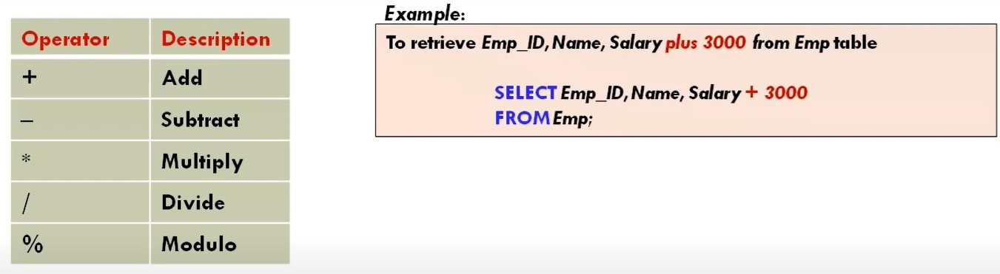 Operator Description
+ Add
– Subtract
* Multiply
/ Divide
% Modulo
Example:
To retrieve Emp_ID, Name, Salary plus 3000 from Emp table
SELECT Emp_ID, Name, Salary + 3000
FROM Emp;